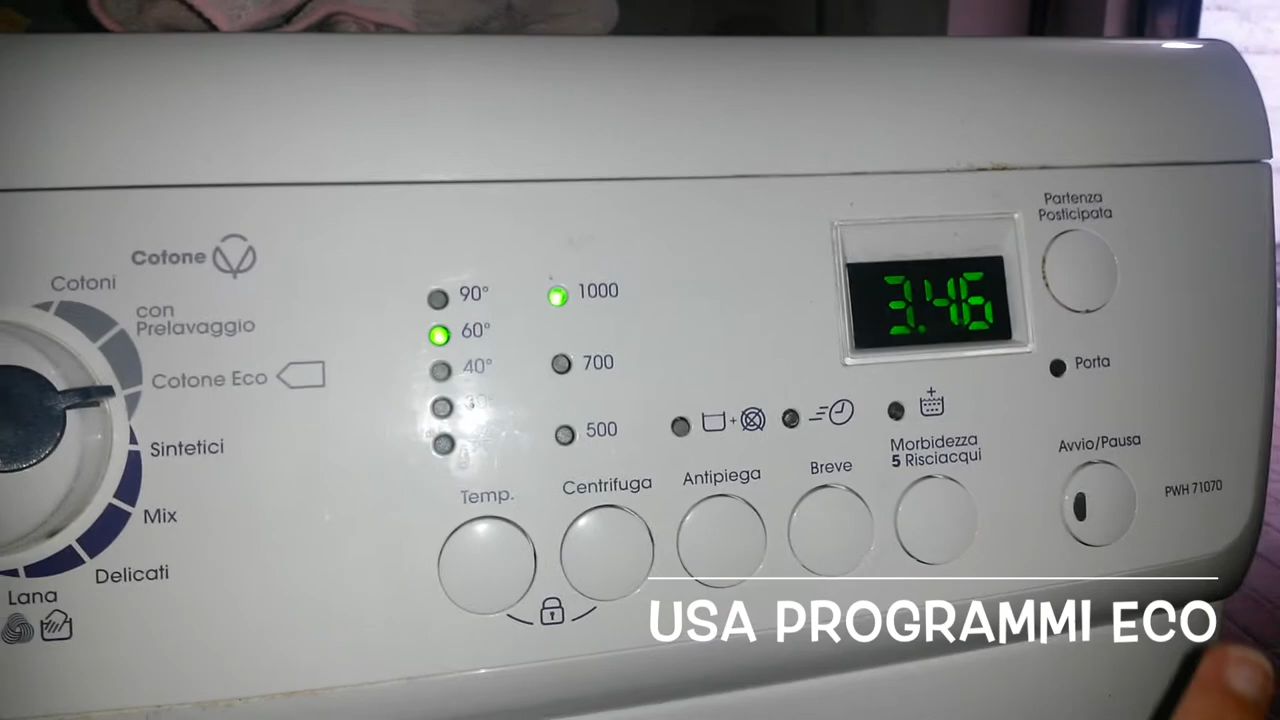 Cotone
Cotoni
con
Prelavaggio
Cotone Eco
Sintetici
Mix
Delicati
Lana
90°
60°
40°
30°
1000
700
500
3.46
Partenza
Posticipata
Porta
Temp.
Centrifuga
Antipiega
Breve
Morbidezza
5 Risciacqui
Avvio/Pausa
PWH 71070
USA PROGRAMMI ECO